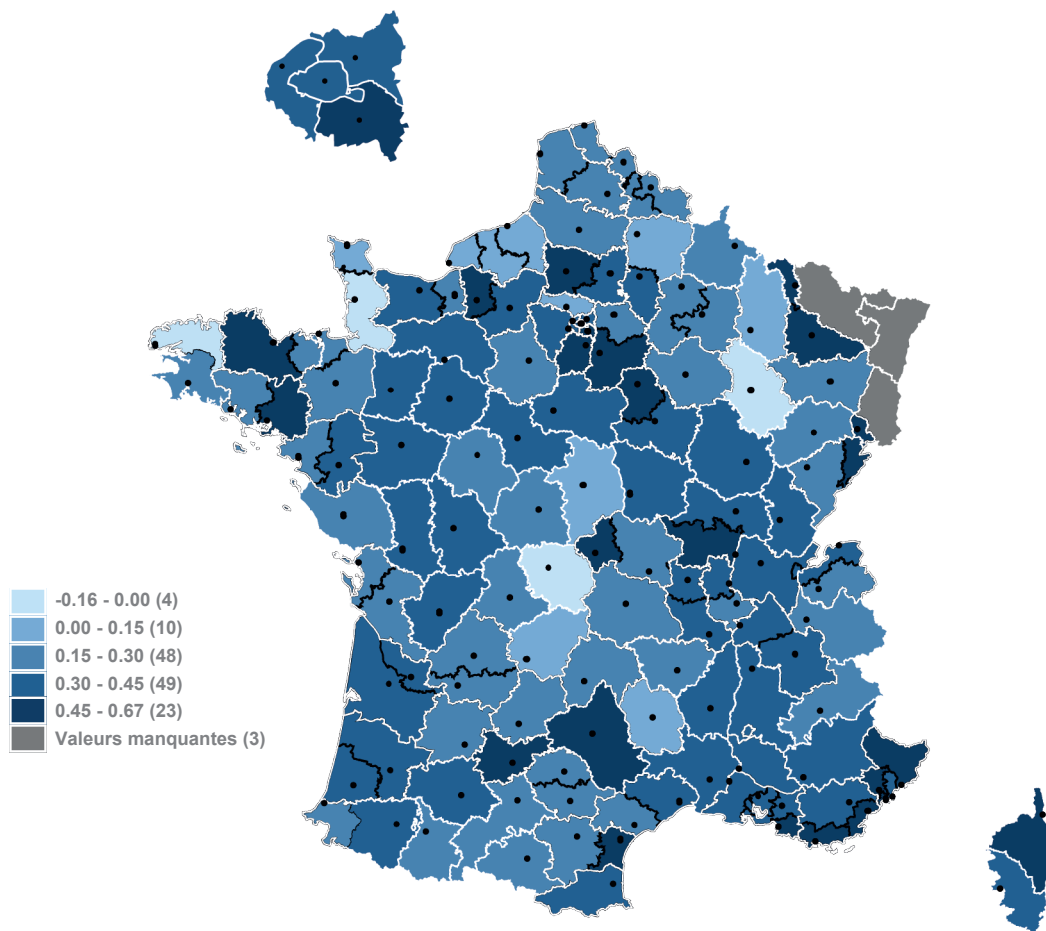 -0.16 - 0.00 (4)
0.00 - 0.15 (10)
0.15 - 0.30 (48)
0.30 - 0.45 (49)
0.45 - 0.67 (23)
Valeurs manquantes (3)